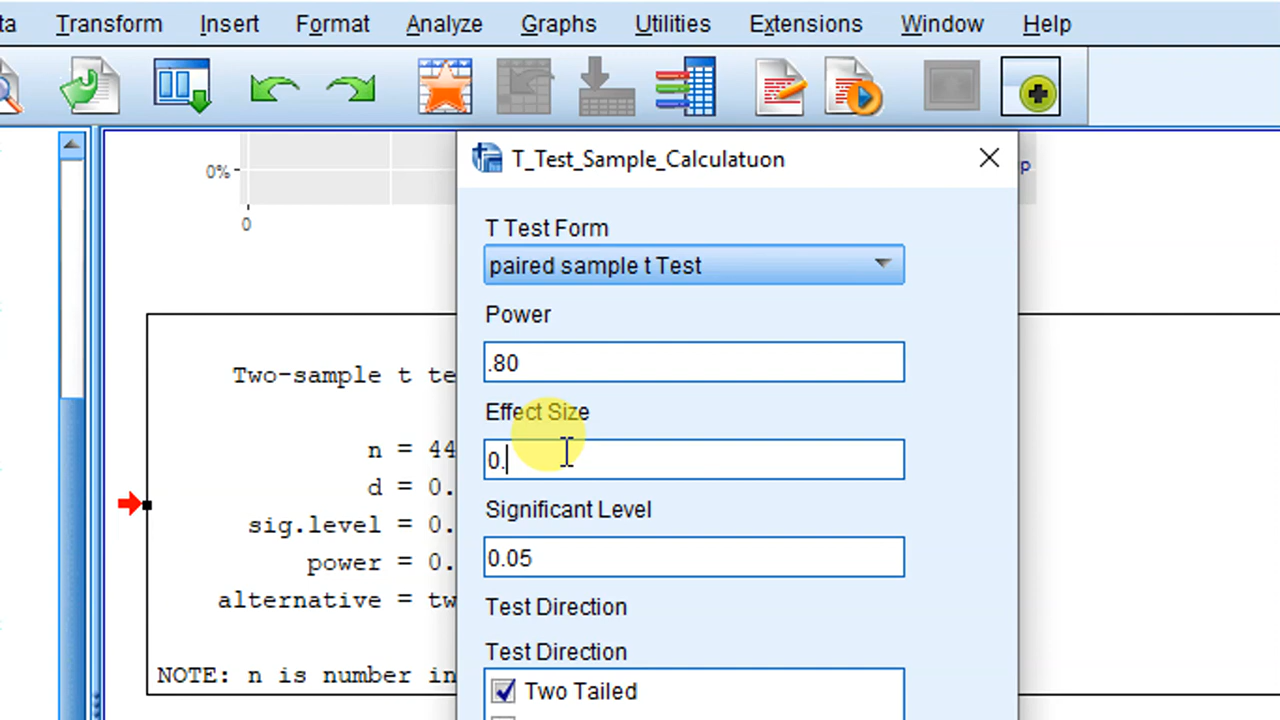 ta Transform Insert Format Analyze Graphs Utilities Extensions Window Help
T_Test_Sample_Calculatuon
0%
p
0
T Test Form
paired sample t Test
Power
.80
Two-sample t te
Effect Size
n = 44
0.
d = 0.
Significant Level
sig.level = 0.
0.05
power = 0.
alternative = tw
Test Direction
Test Direction
NOTE: n is number in
Two Tailed